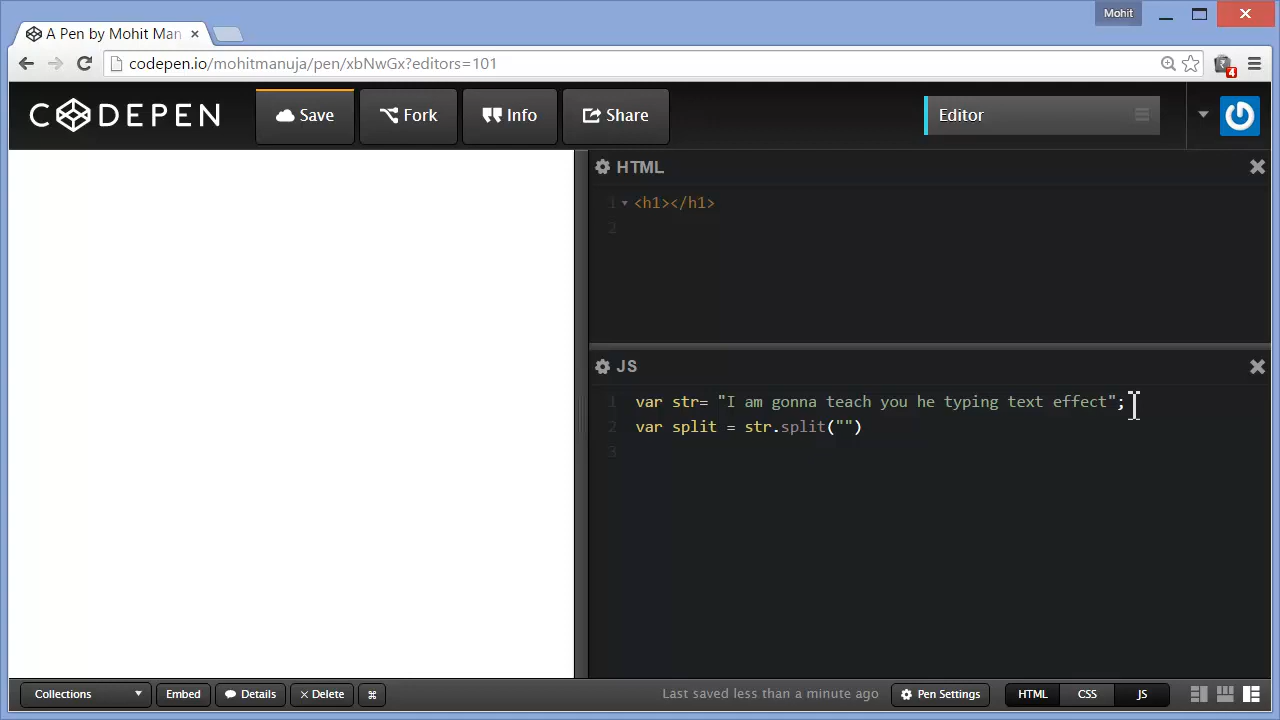 Mohit
A Pen by Mohit Man
codepen.io/mohitmanuja/pen/xbNwGx?editors=101
4
CODEPEN
Save
Fork
Info
Share
Editor
HTML
1 <h1></h1>
2
JS
1 var str= "I am gonna teach you he typing text effect";
2 var split = str.split("")
3
Collections
Embed
Details
Delete
Last saved less than a minute ago
Pen Settings
HTML
CSS
JS